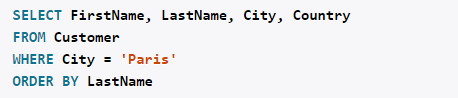 SELECT FirstName, LastName, City, Country
FROM Customer
WHERE City = 'Paris'
ORDER BY LastName